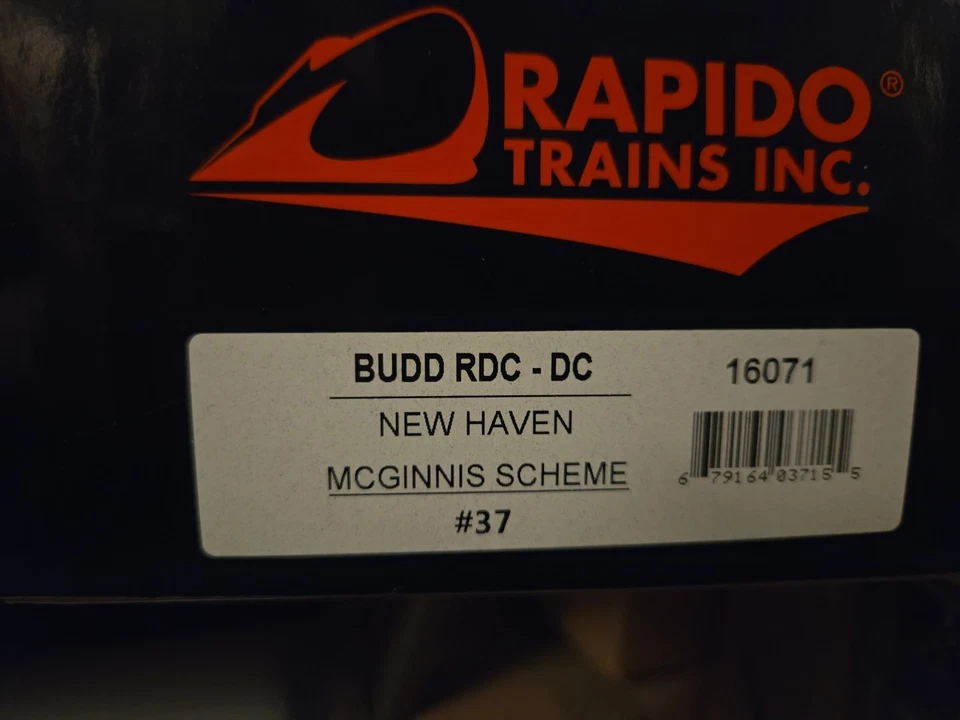 RAPIDO®
TRAINS INC.
BUDD RDC - DC
NEW HAVEN
MCGINNIS SCHEME
#37
16071
6 79164 03715 5